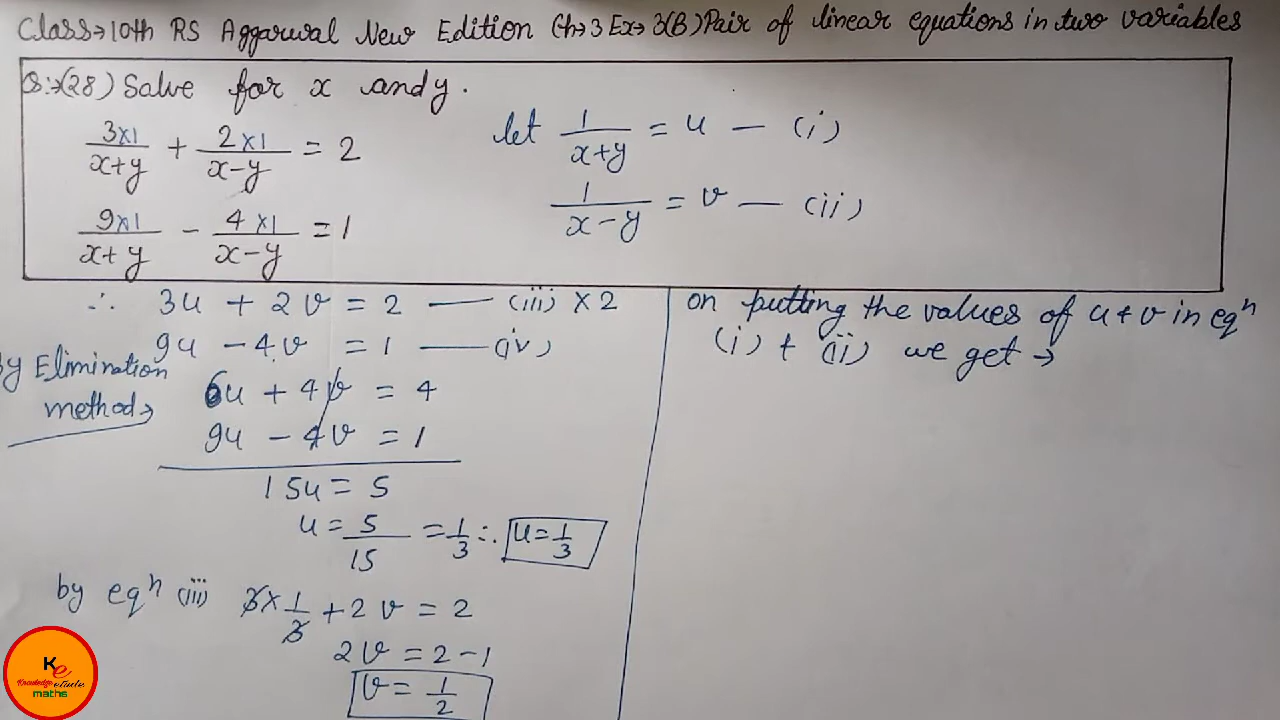 Class→10th RS Aggarwal New Edition Ch→3 Ex→3(B) Pair of linear equations in two variables
Q:→(28) Solve for x and y.
3×1/x+y + 2×1/x-y = 2
9×1/x+y - 4×1/x-y = 1
let 1/x+y = u — (i)
1/x-y = v — (ii)
∴ 3u + 2v = 2 — (iii) × 2
9u - 4v = 1 — (iv)
By Elimination
method→
6u + 4v = 4
9u - 4v = 1
15u = 5
u = 5/15 = 1/3 ∴ u = 1/3
by eqn (iii) 3×1/3 + 2v = 2
2v = 2-1
v = 1/2
on putting the values of u & v in eqn
(i) & (ii) we get →
Ke
Knowledge eduate
maths